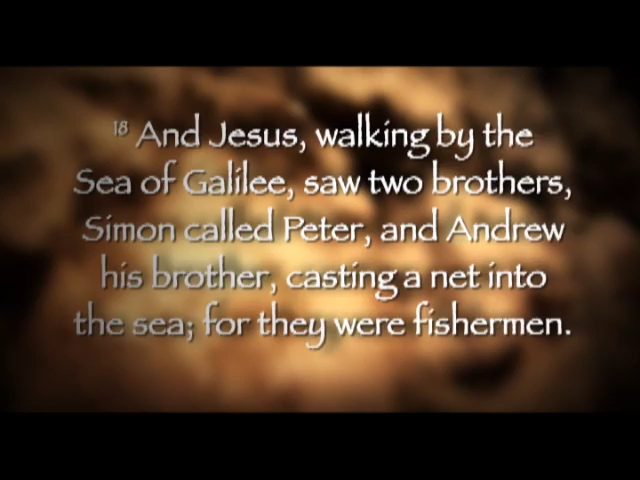 18 And Jesus, walking by the
Sea of Galilee, saw two brothers,
Simon called Peter, and Andrew
his brother, casting a net into
the sea; for they were fishermen.